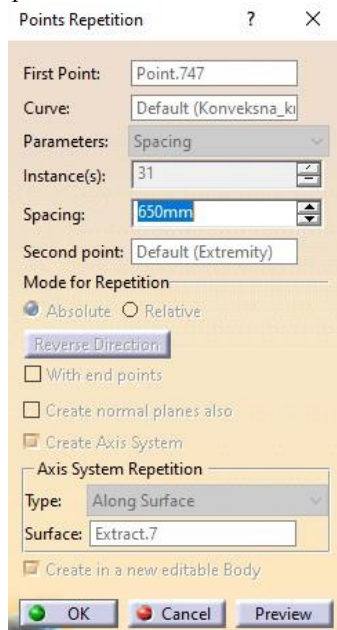 Points Repetition ? ×
First Point: Point.747
Curve: Default (Konveksna_
Parameters: Spacing
Instance(s): 31
Spacing: 650mm
Second point: Default (Extremity)
Mode for Repetition
Absolute Relative
Reverse Direction
With end points
Create normal planes also
Create Axis System
Axis System Repetition
Type: Along Surface
Surface: Extract.7
Create in a new editable Body
OK Cancel Preview